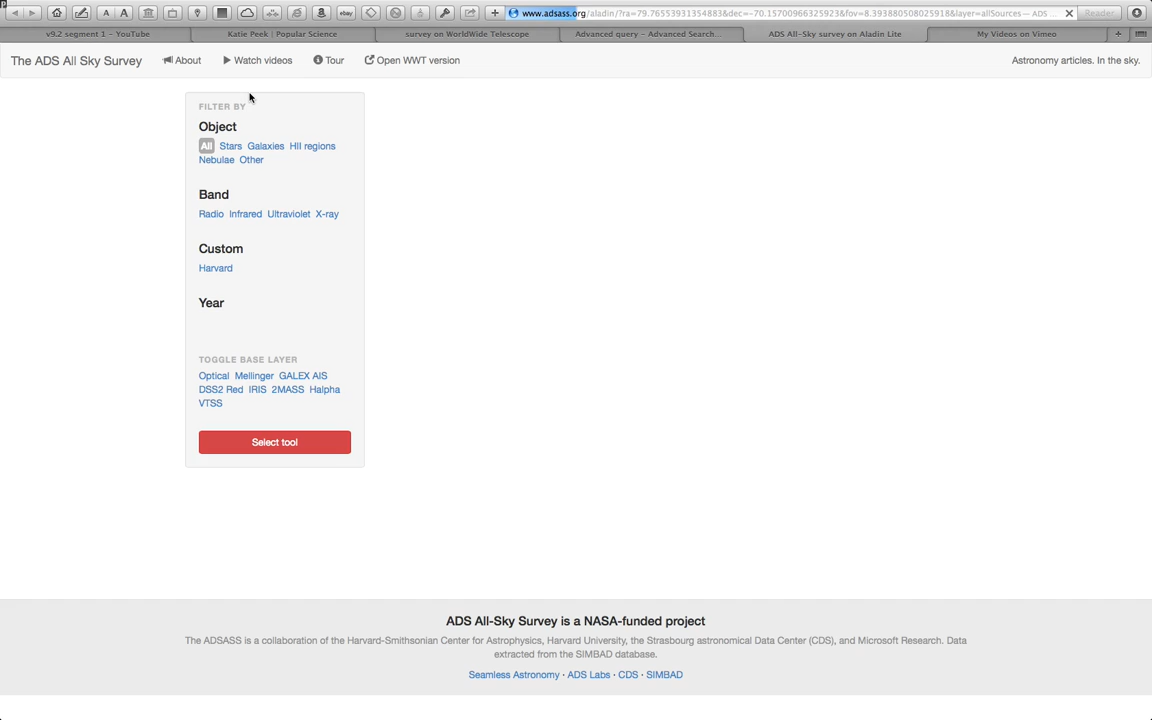 www.adsass.org/aladin/?ra=79.76553931354883&dec=-70.15700966325923&fov=8.393880508025918&layer=allSources — ADS ...
Reader
v9.2 segment 1 - YouTube
Katie Peek | Popular Science
survey on WorldWide Telescope
Advanced query - Advanced Search...
ADS All-Sky survey on Aladin Lite
My Videos on Vimeo
The ADS All Sky Survey
About
Watch videos
Tour
Open WWT version
Astronomy articles. In the sky.
FILTER BY
Object
All Stars Galaxies HII regions
Nebulae Other
Band
Radio Infrared Ultraviolet X-ray
Custom
Harvard
Year
TOGGLE BASE LAYER
Optical Mellinger GALEX AIS
DSS2 Red IRIS 2MASS Halpha
VTSS
Select tool
ADS All-Sky Survey is a NASA-funded project
The ADSASS is a collaboration of the Harvard-Smithsonian Center for Astrophysics, Harvard University, the Strasbourg astronomical Data Center (CDS), and Microsoft Research. Data
extracted from the SIMBAD database.
Seamless Astronomy · ADS Labs · CDS · SIMBAD